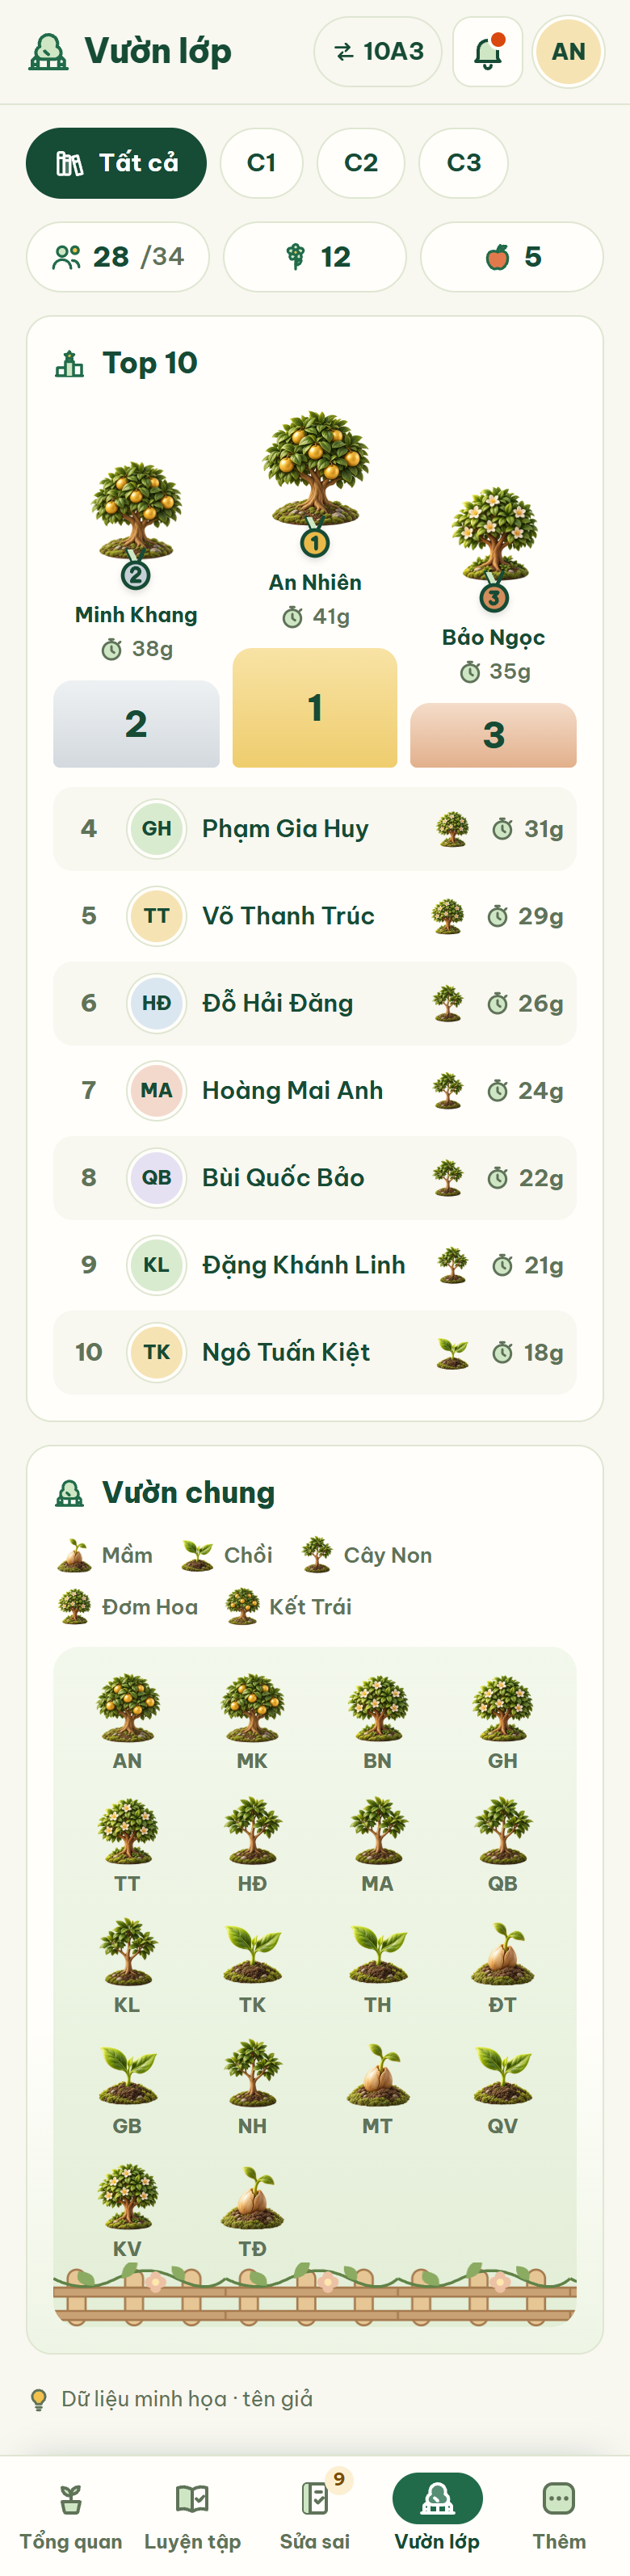 Vườn lớp
10A3
AN
Tất cả
C1
C2
C3
28 /34
12
5
Top 10
1
2
An Nhiên
3
Minh Khang
41g
Bảo Ngọc
38g
35g
2
1
3
4 GH Phạm Gia Huy 31g
5 TT Võ Thanh Trúc 29g
6 HĐ Đỗ Hải Đăng 26g
7 MA Hoàng Mai Anh 24g
8 QB Bùi Quốc Bảo 22g
9 KL Đặng Khánh Linh 21g
10 TK Ngô Tuấn Kiệt 18g
Vườn chung
Mầm Chồi Cây Non
Đơm Hoa Kết Trái
AN MK BN GH
TT HĐ MA QB
KL TK TH ĐT
GB NH MT QV
KV TĐ
Dữ liệu minh họa · tên giả
9
Tổng quan Luyện tập Sửa sai Vườn lớp Thêm